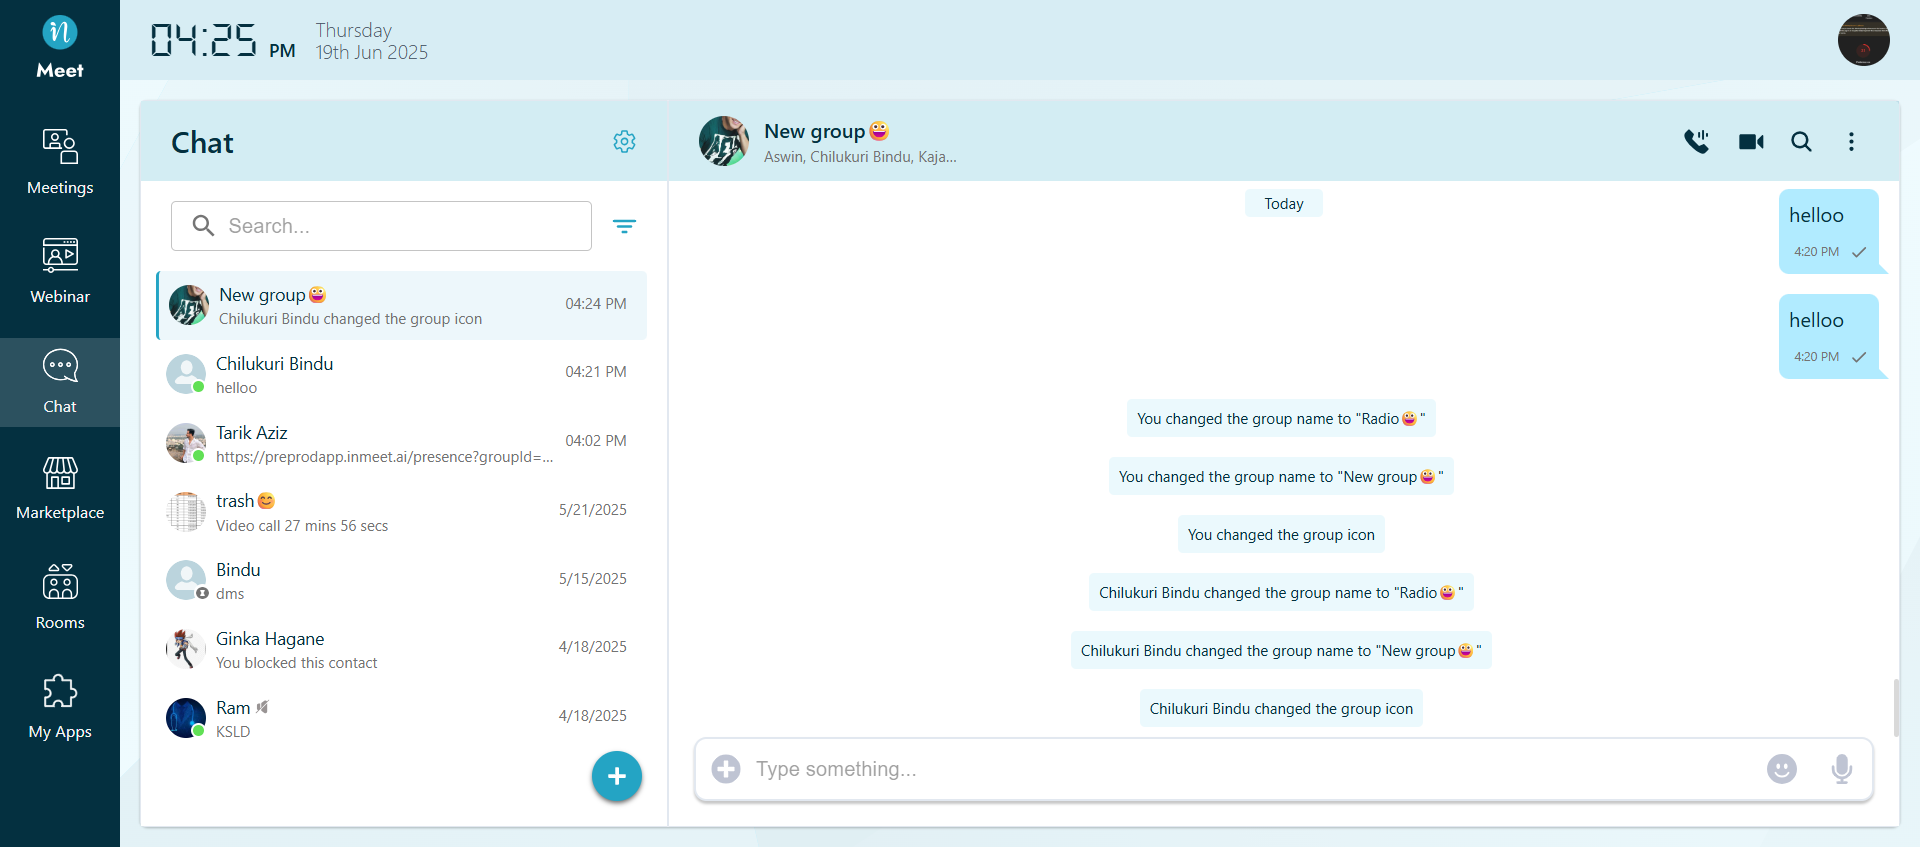 Meet
04:25 PM
Thursday
19th Jun 2025
Meetings
Webinar
Chat
Marketplace
Rooms
My Apps
Chat
Search...
New group😀
04:24 PM
Chilukuri Bindu changed the group icon
Chilukuri Bindu
04:21 PM
helloo
Tarik Aziz
04:02 PM
https://preprodapp.inmeet.ai/presence?groupId=...
trash😊
5/21/2025
Video call 27 mins 56 secs
Bindu
5/15/2025
dms
Ginka Hagane
4/18/2025
You blocked this contact
Ram
4/18/2025
KSLD
New group😀
Aswin, Chilukuri Bindu, Kaja...
Today
helloo
4:20 PM
helloo
4:20 PM
You changed the group name to "Radio😀"
You changed the group name to "New group😀"
You changed the group icon
Chilukuri Bindu changed the group name to "Radio😀"
Chilukuri Bindu changed the group name to "New group😀"
Chilukuri Bindu changed the group icon
Type something...